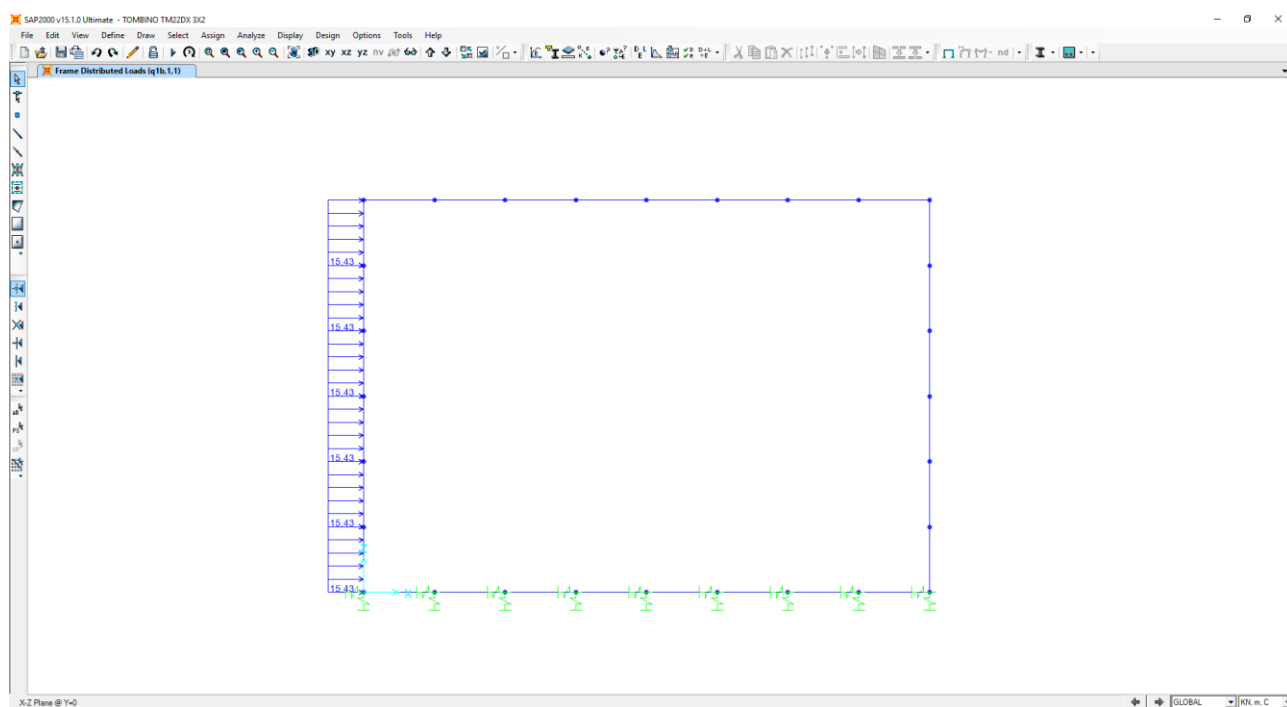 SAP2000 v15.1.0 Ultimate - TOMBINO TM22DX 3X2
File Edit View Define Draw Select Assign Analyze Display Design Options Tools Help
xy xz yz nv nd
Frame Distributed Loads (q1b,1,1)
15.43
15.43
15.43
15.43
15.43
15.43
X
X-Z Plane @ Y=0
GLOBAL
KN, m, C